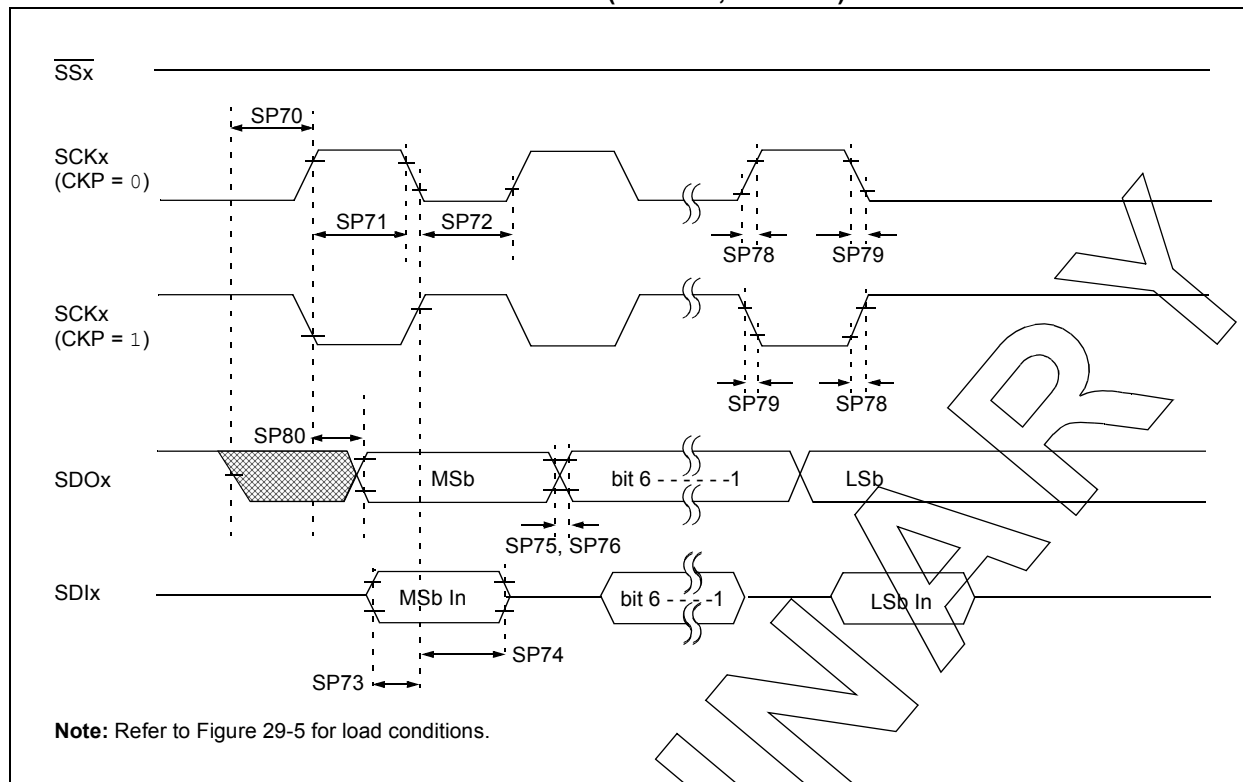 SSx
SP70
SCKx
(CKP = 0)
SP71
SP72
SP78
SP79
SCKx
(CKP = 1)
SP79
SP78
SP80
SDOx
MSb
bit 6 - - - - - -1
LSb
SP75, SP76
SDIx
MSb In
bit 6 - - - - -1
LSb In
SP74
SP73
Note: Refer to Figure 29-5 for load conditions.
INARY